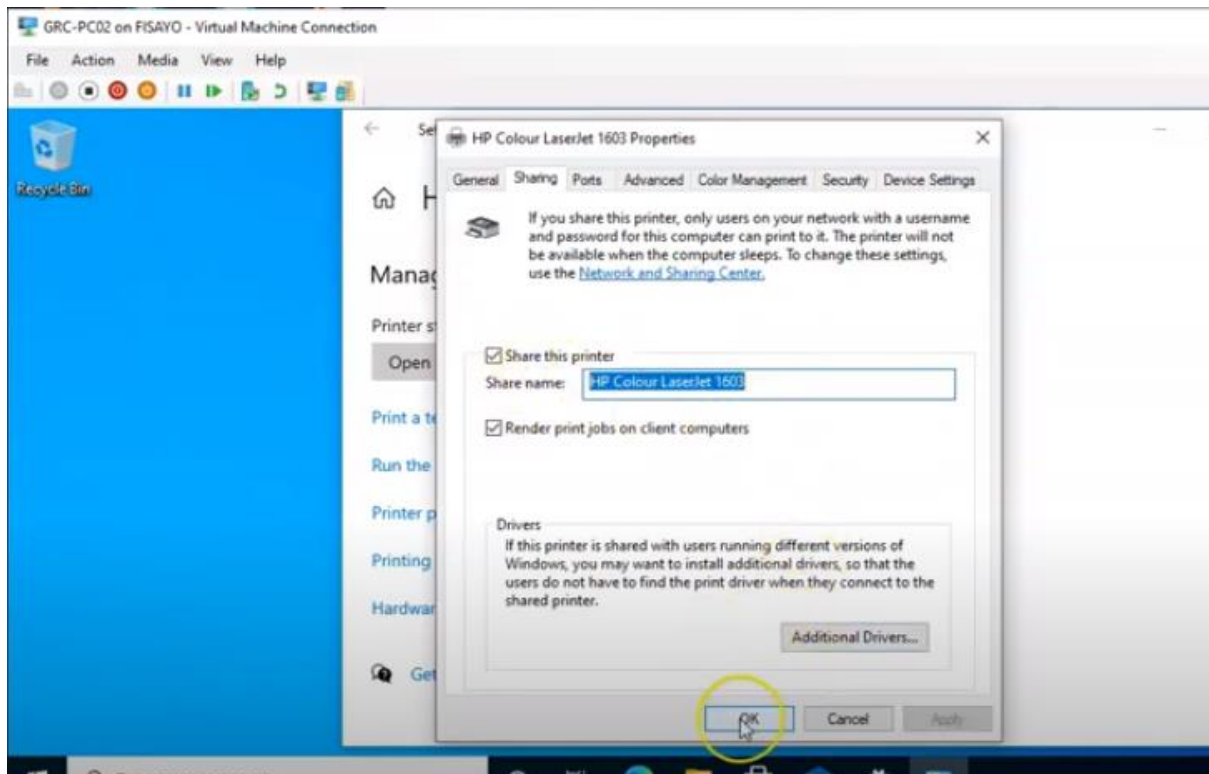 GRC-PC02 on FISAYO - Virtual Machine Connection
File Action Media View Help
Recycle Bin
HP Colour LaserJet 1603 Properties
General Sharing Ports Advanced Color Management Security Device Settings
If you share this printer, only users on your network with a username
and password for this computer can print to it. The printer will not
be available when the computer sleeps. To change these settings,
use the Network and Sharing Center.
Manag
Printer s
Open
Share this printer
Share name: HP Colour LaserJet 1603
Print a te
Render print jobs on client computers
Run the
Printer p
Drivers
If this printer is shared with users running different versions of
Windows, you may want to install additional drivers, so that the
users do not have to find the print driver when they connect to the
shared printer.
Printing
Hardwar
Additional Drivers...
Get
OK Cancel Apply